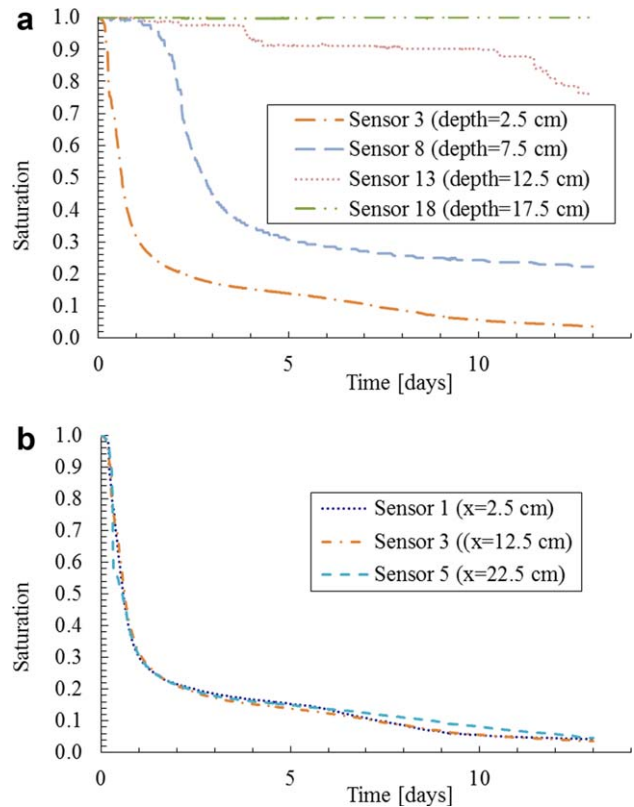 a
1.0
0.9
0.8
0.7
0.6
0.5
0.4
0.3
0.2
0.1
0.0
Saturation
Sensor 3 (depth=2.5 cm)
Sensor 8 (depth=7.5 cm)
Sensor 13 (depth=12.5 cm)
Sensor 18 (depth=17.5 cm)
0 5 10
Time [days]
b
1.0
0.9
0.8
0.7
0.6
0.5
0.4
0.3
0.2
0.1
0.0
Saturation
Sensor 1 (x=2.5 cm)
Sensor 3 ((x=12.5 cm)
Sensor 5 (x=22.5 cm)
0 5 10
Time [days]